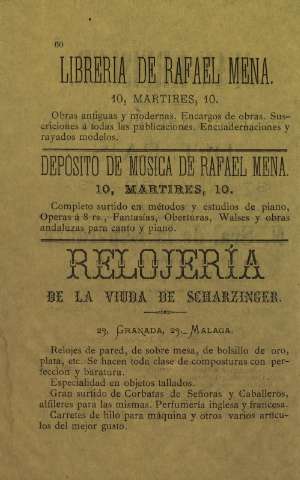 60
LIBRERIA DE RAFAEL MENA.
10, MARTIRES, 10.
Obras antiguas y modernas. Encargos de obras. Sus-
criciones á todas las publicaciones. Encuadernaciones y
rayados modelos.
DEPOSITO DE MUSICA DE RAFAEL MENA.
10, MARTIRES, 10.
Completo surtido en métodos y estudios de piano,
Operas á 8 rs., Fantasías, Oberturas, Walses y obras
andaluzas para canto y piano.
RELOJERÍA
DE LA VIUDA DE SCHARZINGER.
29, GRANADA, 29.—MALAGA.
Relojes de pared, de sobre mesa, de bolsillo de oro,
plata, etc. Se hacen toda clase de composturas con per-
feccion y baratura.
Especialidad en objetos tallados.
Gran surtido de Corbatas de Señoras y Caballeros,
alfileres para las mismas. Perfumería inglesa y francesa.
Carretes de hilo para máquina y otros varios artícu-
los del mejor gusto.